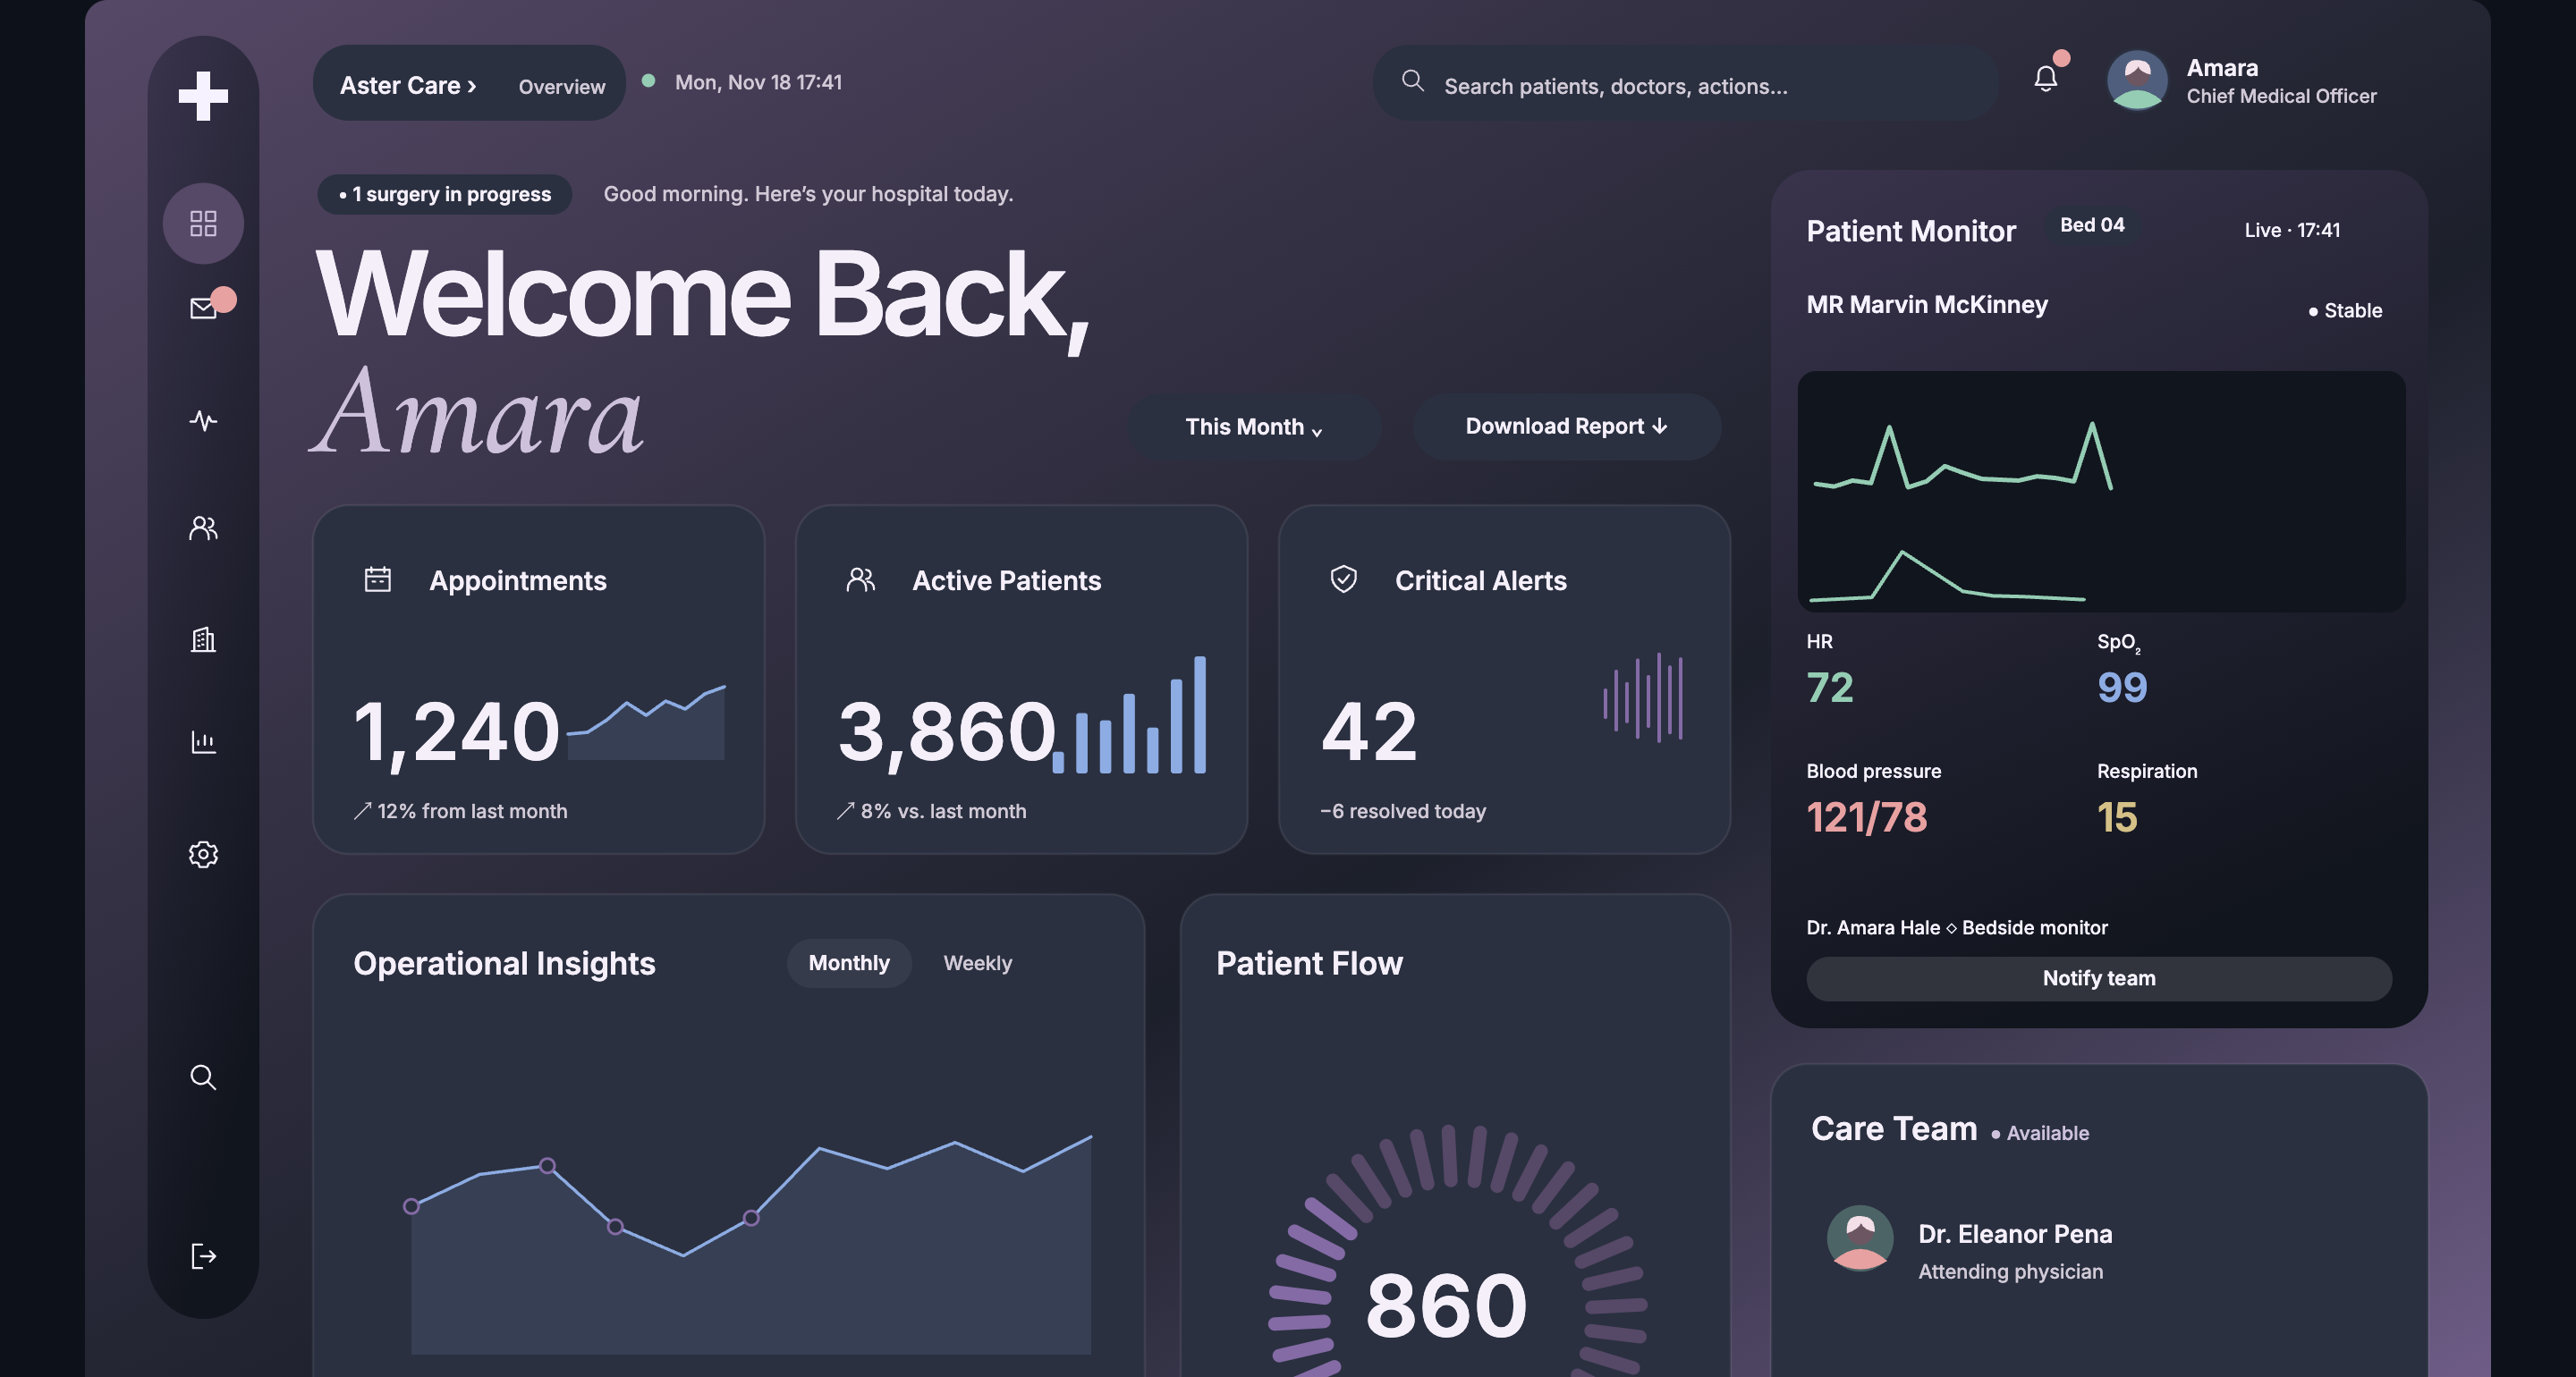 Aster Care ›
Overview
Mon, Nov 18 17:41
Search patients, doctors, actions...
Amara
Chief Medical Officer
• 1 surgery in progress
Good morning. Here’s your hospital today.
Welcome Back,
Amara
This Month
Download Report ↓
Appointments
1,240
↗ 12% from last month
Active Patients
3,860
↗ 8% vs. last month
Critical Alerts
42
−6 resolved today
Operational Insights
Monthly
Weekly
Patient Flow
860
Patient Monitor
Bed 04
Live · 17:41
MR Marvin McKinney
● Stable
HR
72
SpO₂
99
Blood pressure
121/78
Respiration
15
Dr. Amara Hale ◇ Bedside monitor
Notify team
Care Team
● Available
Dr. Eleanor Pena
Attending physician